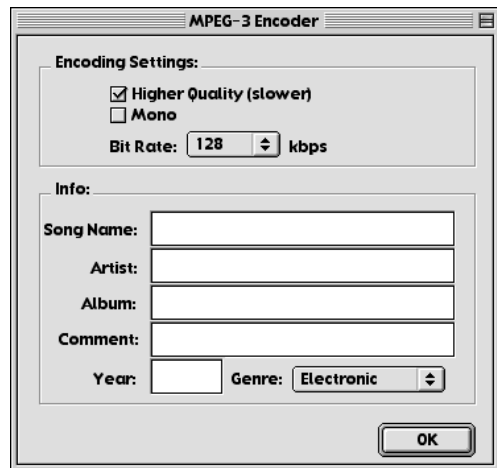 MPEG-3 Encoder
Encoding Settings:
Higher Quality (slower)
Mono
Bit Rate: 128 kbps
Info:
Song Name:
Artist:
Album:
Comment:
Year: Genre: Electronic
OK